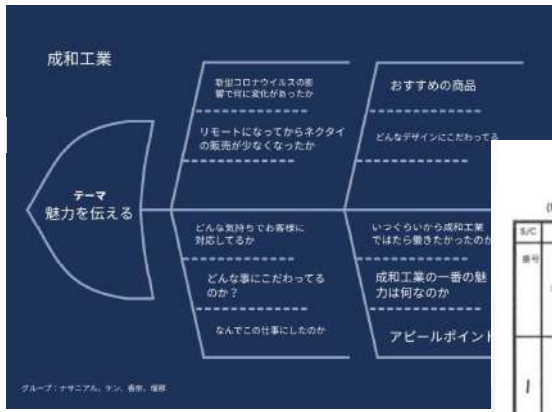 成和工業
新型コロナウイルスの影
響で何に変化があったか
リモートになってからネクタイ
の販売が少なくなったか
おすすめの商品
どんなデザインにこだわってる
テーマ
魅力を伝える
どんな気持ちでお客様に
対応してるか
どんな事にこだわってる
のか？
なんでこの仕事にしたのか
いつぐらいから成和工業
ではたら働きたかったのか
成和工業の一番の魅
力は何なのか
アピールポイント
グループ：ナサニアル、ケン、
S/C
番号
1